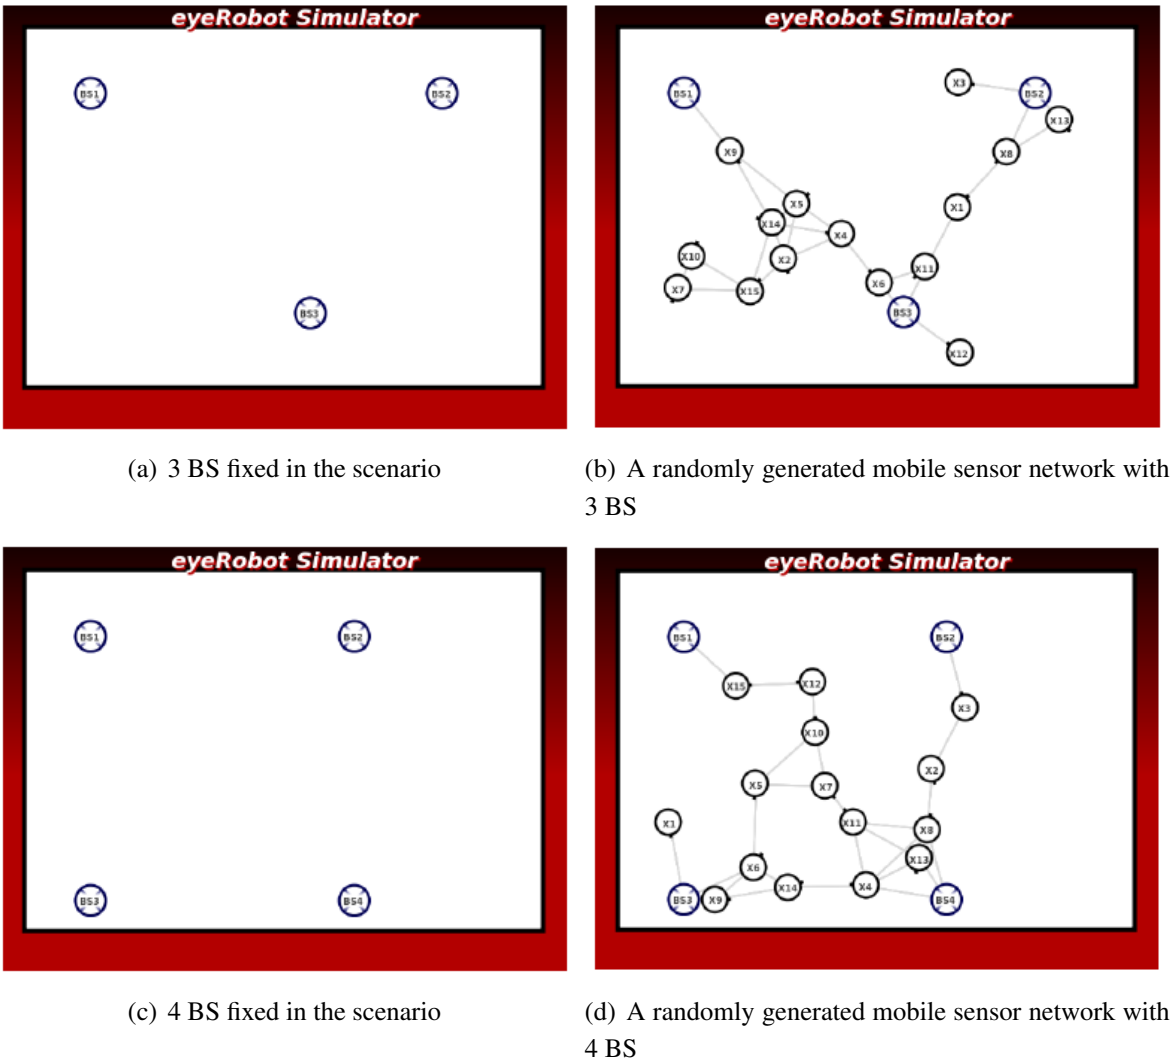 eyeRobot Simulator
eyeRobot Simulator
BS1
BS2
BS3
BS1
X3
BS2
X13
X9
X8
X5
X1
X14
X4
X10
X2
X11
X7
X15
X6
BS3
X12
(a) 3 BS fixed in the scenario
(b) A randomly generated mobile sensor network with
3 BS
eyeRobot Simulator
eyeRobot Simulator
BS1
BS2
BS3
BS4
BS1
BS2
X15
X12
X3
X10
X2
X5
X7
X1
X11
X8
X13
X6
X14
X4
BS3
X9
BS4
(c) 4 BS fixed in the scenario
(d) A randomly generated mobile sensor network with
4 BS